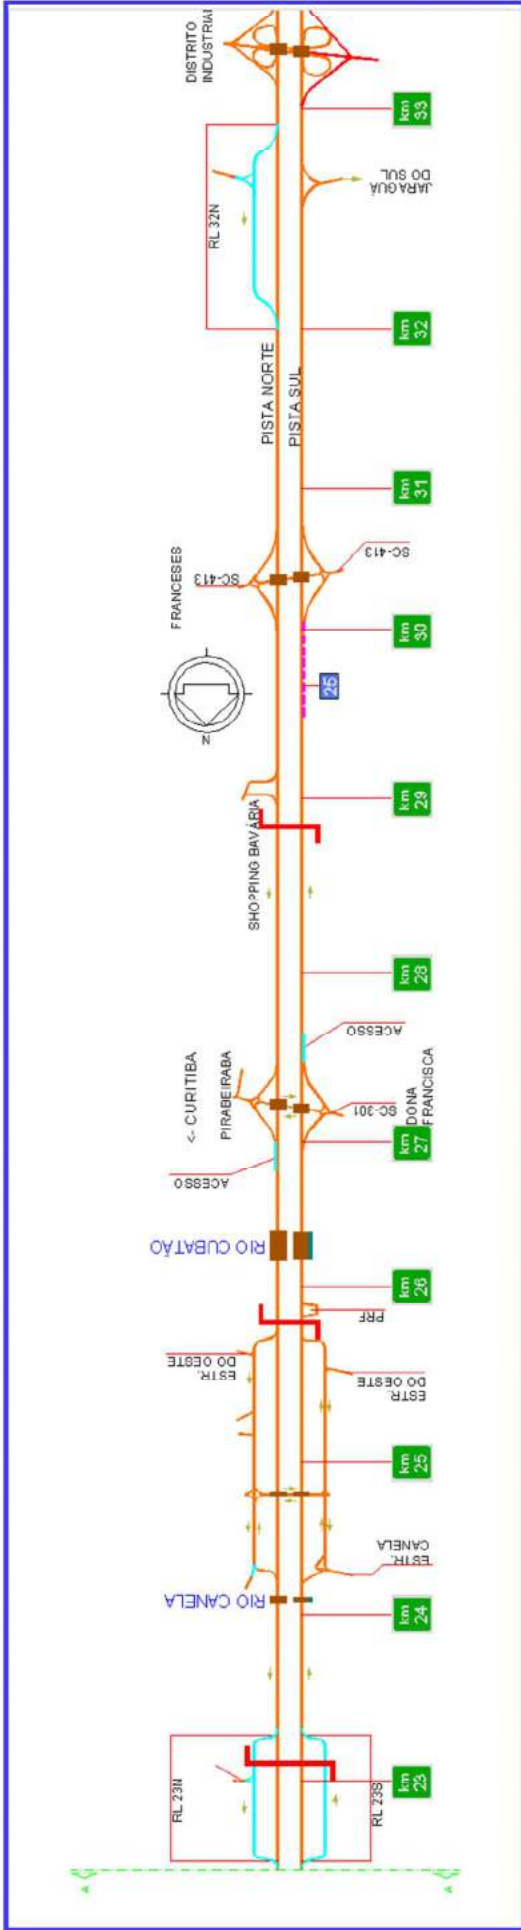 DISTRITO
INDUSTRIAL
km
33
RL 32N
JARAGUÁ
DO SUL
km
32
PISTA NORTE
PISTA SUL
km
31
FRANCESES
SC-413
SC-413
km
30
25
N
km
29
SHOPPING BAVÁRIA
km
28
ACESSO
<- CURITIBA
PIRABEIRABA
SC-301
DONA
FRANCISCA
km
27
ACESSO
RIO CUBATÃO
km
26
PRF
ESTR.
DO OESTE
ESTR.
DO OESTE
km
25
ESTR.
CANELA
RIO CANELA
km
24
RL 23N
RL 23S
km
23
A
A